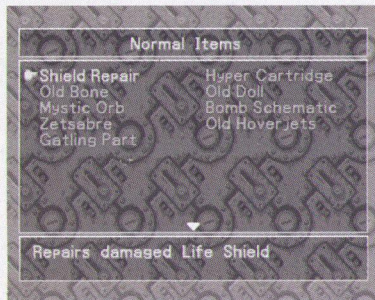 Normal Items
Shield Repair Hyper Cartridge
Old Bone Old Doll
Mystic Orb Bomb Schematic
Zetsabre Old Hoverjets
Gatling Part
Repairs damaged Life Shield